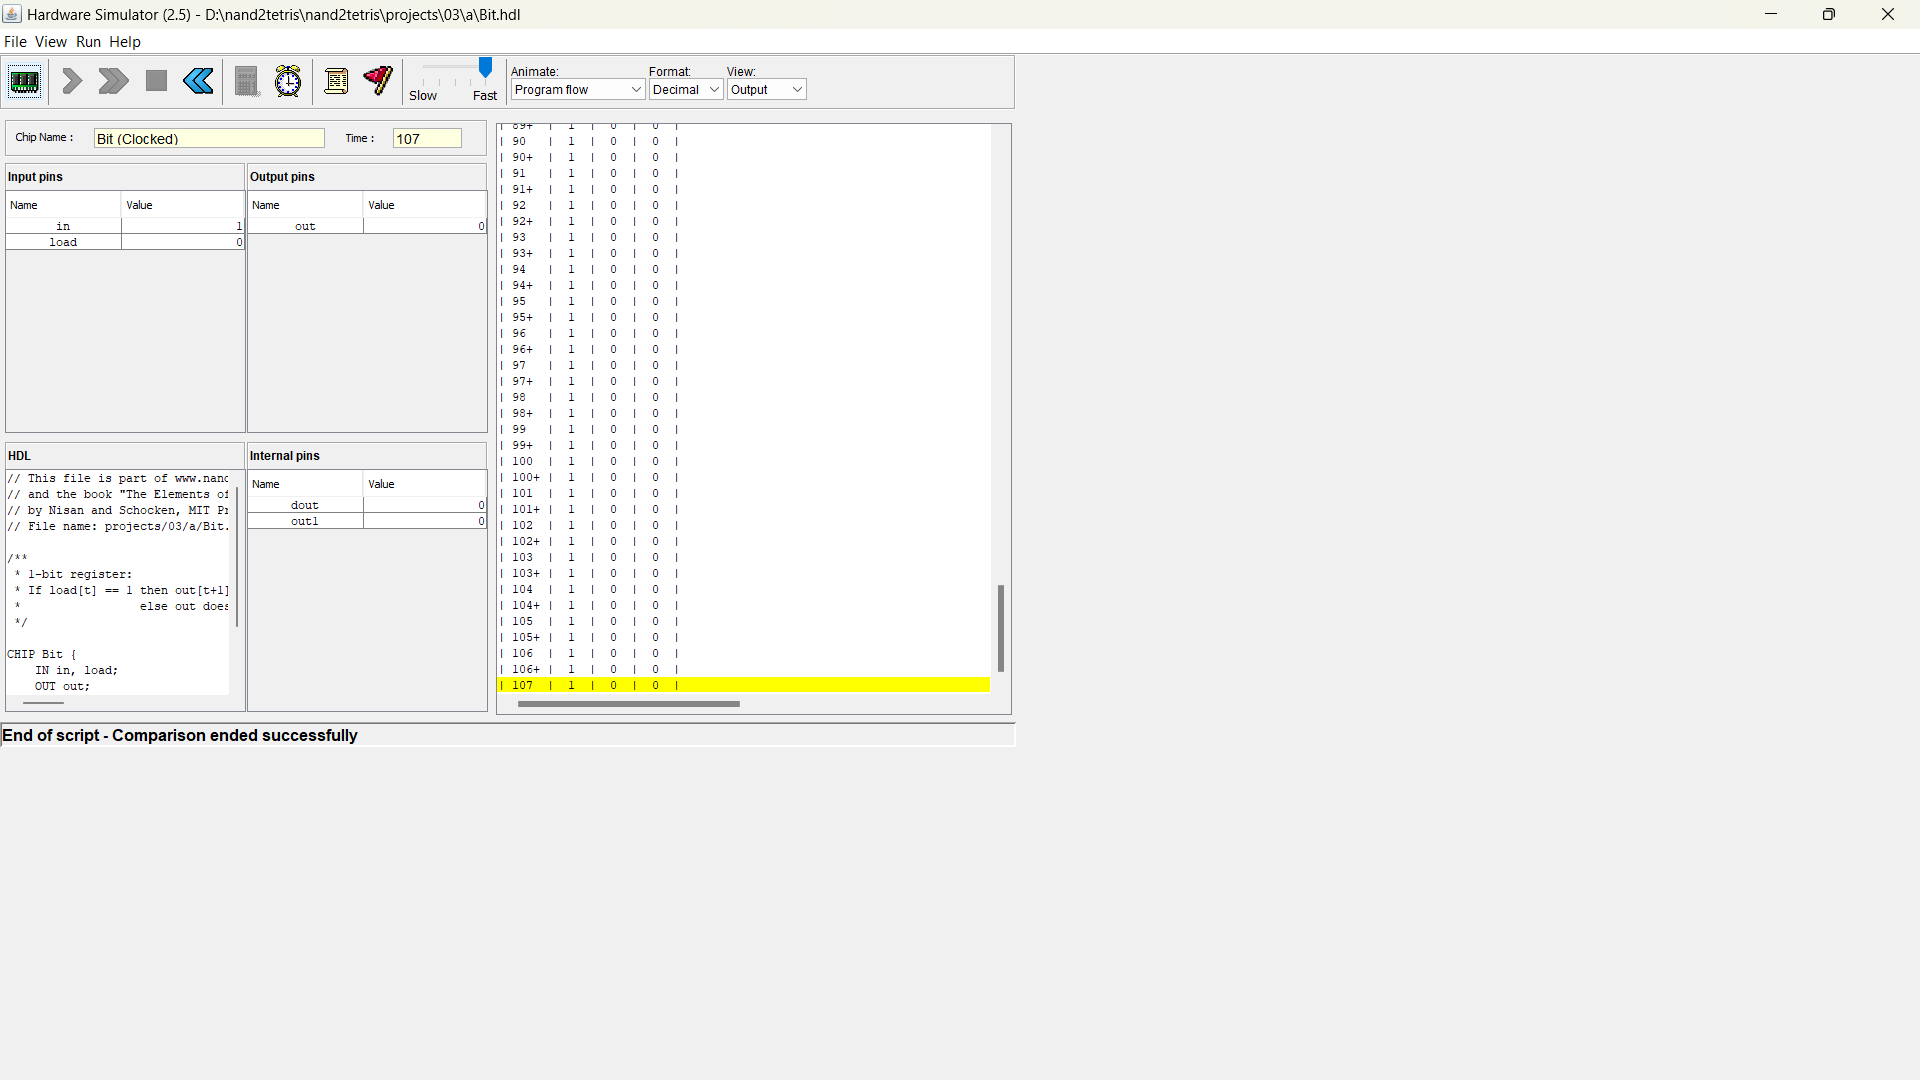 Hardware Simulator (2.5) - D:\nand2tetris\nand2tetris\projects\03\a\Bit.hdl
File View Run Help
Slow Fast
Animate: Format: View:
Program flow Decimal Output
Chip Name : Bit (Clocked) Time : 107
Input pins Output pins
Name Value Name Value
in 1 out 0
load 0
HDL Internal pins
Name Value
dout 0
out1 0
// This file is part of www.nand
// and the book "The Elements of
// by Nisan and Schocken, MIT Pr
// File name: projects/03/a/Bit.
/**
* 1-bit register:
* If load[t] == 1 then out[t+1]
* else out does
*/
CHIP Bit {
IN in, load;
OUT out;
| 89+ | 1 | 0 | 0 |
| 90 | 1 | 0 | 0 |
| 90+ | 1 | 0 | 0 |
| 91 | 1 | 0 | 0 |
| 91+ | 1 | 0 | 0 |
| 92 | 1 | 0 | 0 |
| 92+ | 1 | 0 | 0 |
| 93 | 1 | 0 | 0 |
| 93+ | 1 | 0 | 0 |
| 94 | 1 | 0 | 0 |
| 94+ | 1 | 0 | 0 |
| 95 | 1 | 0 | 0 |
| 95+ | 1 | 0 | 0 |
| 96 | 1 | 0 | 0 |
| 96+ | 1 | 0 | 0 |
| 97 | 1 | 0 | 0 |
| 97+ | 1 | 0 | 0 |
| 98 | 1 | 0 | 0 |
| 98+ | 1 | 0 | 0 |
| 99 | 1 | 0 | 0 |
| 99+ | 1 | 0 | 0 |
| 100 | 1 | 0 | 0 |
| 100+ | 1 | 0 | 0 |
| 101 | 1 | 0 | 0 |
| 101+ | 1 | 0 | 0 |
| 102 | 1 | 0 | 0 |
| 102+ | 1 | 0 | 0 |
| 103 | 1 | 0 | 0 |
| 103+ | 1 | 0 | 0 |
| 104 | 1 | 0 | 0 |
| 104+ | 1 | 0 | 0 |
| 105 | 1 | 0 | 0 |
| 105+ | 1 | 0 | 0 |
| 106 | 1 | 0 | 0 |
| 106+ | 1 | 0 | 0 |
| 107 | 1 | 0 | 0 |
End of script - Comparison ended successfully